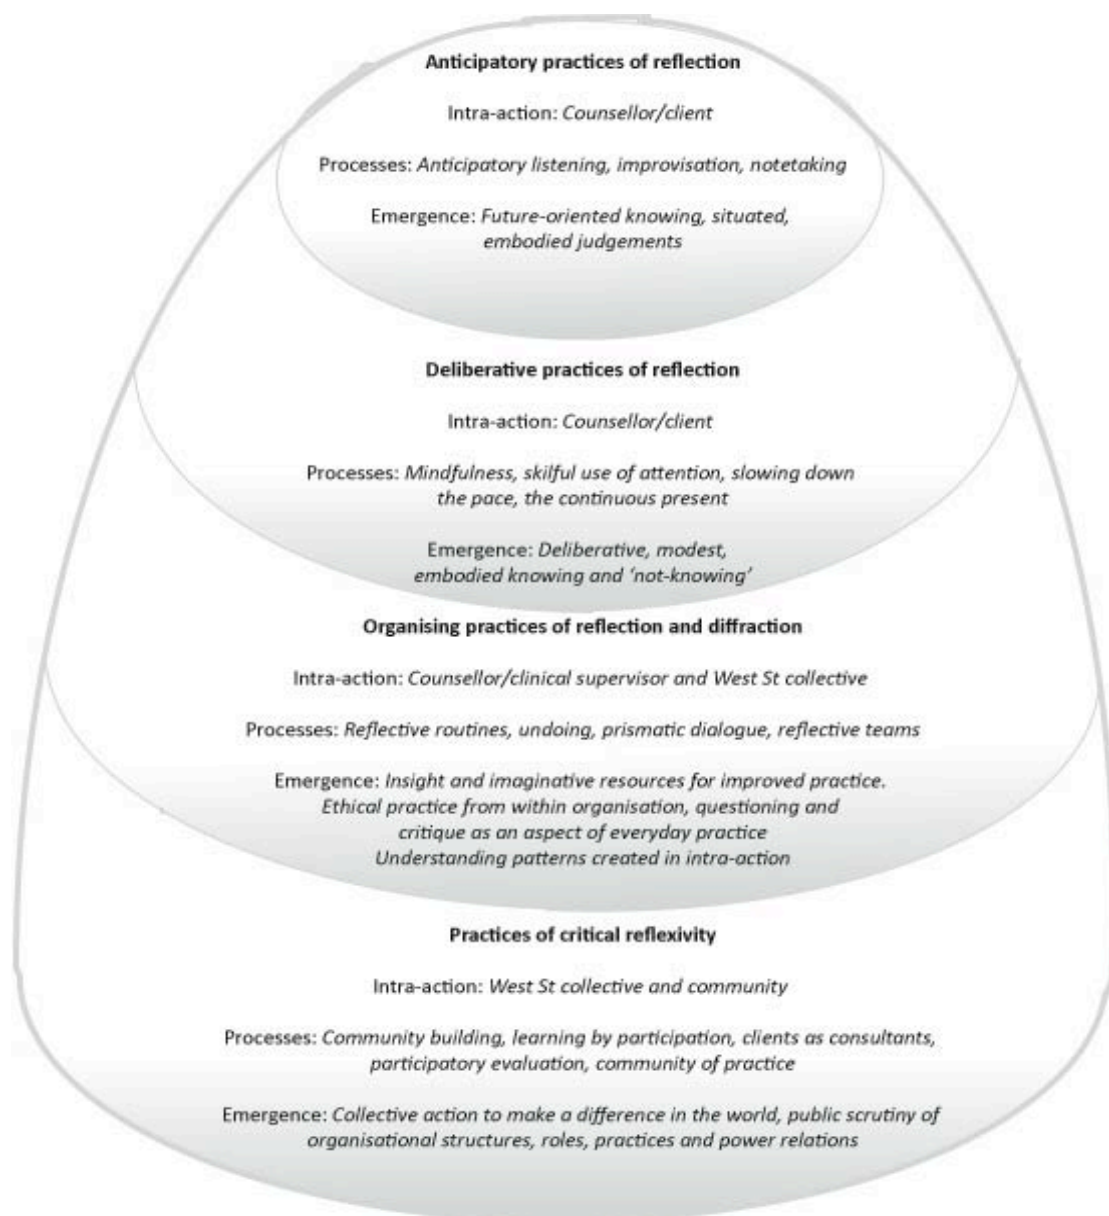 Anticipatory practices of reflection
Intra-action: Counsellor/client
Processes: Anticipatory listening, improvisation, notetaking
Emergence: Future-oriented knowing, situated,
embodied judgements
Deliberative practices of reflection
Intra-action: Counsellor/client
Processes: Mindfulness, skilful use of attention, slowing down
the pace, the continuous present
Emergence: Deliberative, modest,
embodied knowing and ‘not-knowing’
Organising practices of reflection and diffraction
Intra-action: Counsellor/clinical supervisor and West St collective
Processes: Reflective routines, undoing, prismatic dialogue, reflective teams
Emergence: Insight and imaginative resources for improved practice.
Ethical practice from within organisation, questioning and
critique as an aspect of everyday practice
Understanding patterns created in intra-action
Practices of critical reflexivity
Intra-action: West St collective and community
Processes: Community building, learning by participation, clients as consultants,
participatory evaluation, community of practice
Emergence: Collective action to make a difference in the world, public scrutiny of
organisational structures, roles, practices and power relations